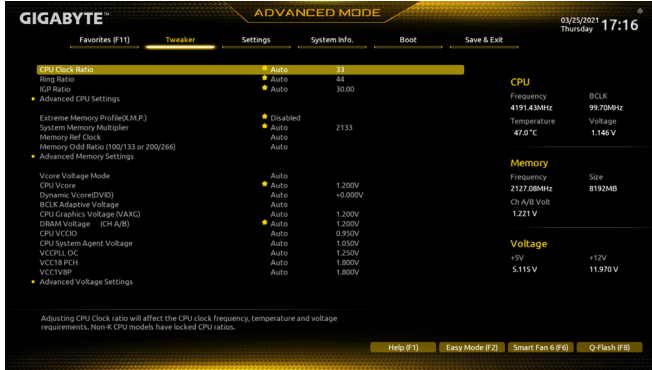 GIGABYTE™
ADVANCED MODE
03/25/2021
Thursday 17:16
Favorites (F11) Tweaker Settings System Info. Boot Save & Exit
CPU Clock Ratio Auto 33
Ring Ratio Auto 44
IGP Ratio Auto 30.00
Advanced CPU Settings
Extreme Memory Profile(X.M.P.) Disabled
System Memory Multiplier Auto 2133
Memory Ref Clock Auto
Memory Odd Ratio (100/133 or 200/266) Auto
Advanced Memory Settings
Vcore Voltage Mode Auto
CPU Vcore Auto 1.200V
Dynamic Vcore(DVID) Auto +0.000V
BCLK Adaptive Voltage Auto
CPU Graphics Voltage (VAXG) Auto 1.200V
DRAM Voltage (CH A/B) Auto 1.200V
CPU VCCIO Auto 0.950V
CPU System Agent Voltage Auto 1.050V
VCCPLL OC Auto 1.250V
VCC18 PCH Auto 1.800V
VCC1V8P Auto 1.800V
Advanced Voltage Settings
CPU
Frequency BCLK
4191.43MHz 99.70MHz
Temperature Voltage
47.0 °C 1.146 V
Memory
Frequency Size
2127.08MHz 8192MB
Ch A/B Volt
1.221 V
Voltage
+5V +12V
5.115 V 11.970 V
Adjusting CPU Clock ratio will affect the CPU clock frequency, temperature and voltage
requirements. Non-K CPU models have locked CPU ratios.
Help (F1) Easy Mode (F2) Smart Fan 6 (F6) Q-Flash (F8)